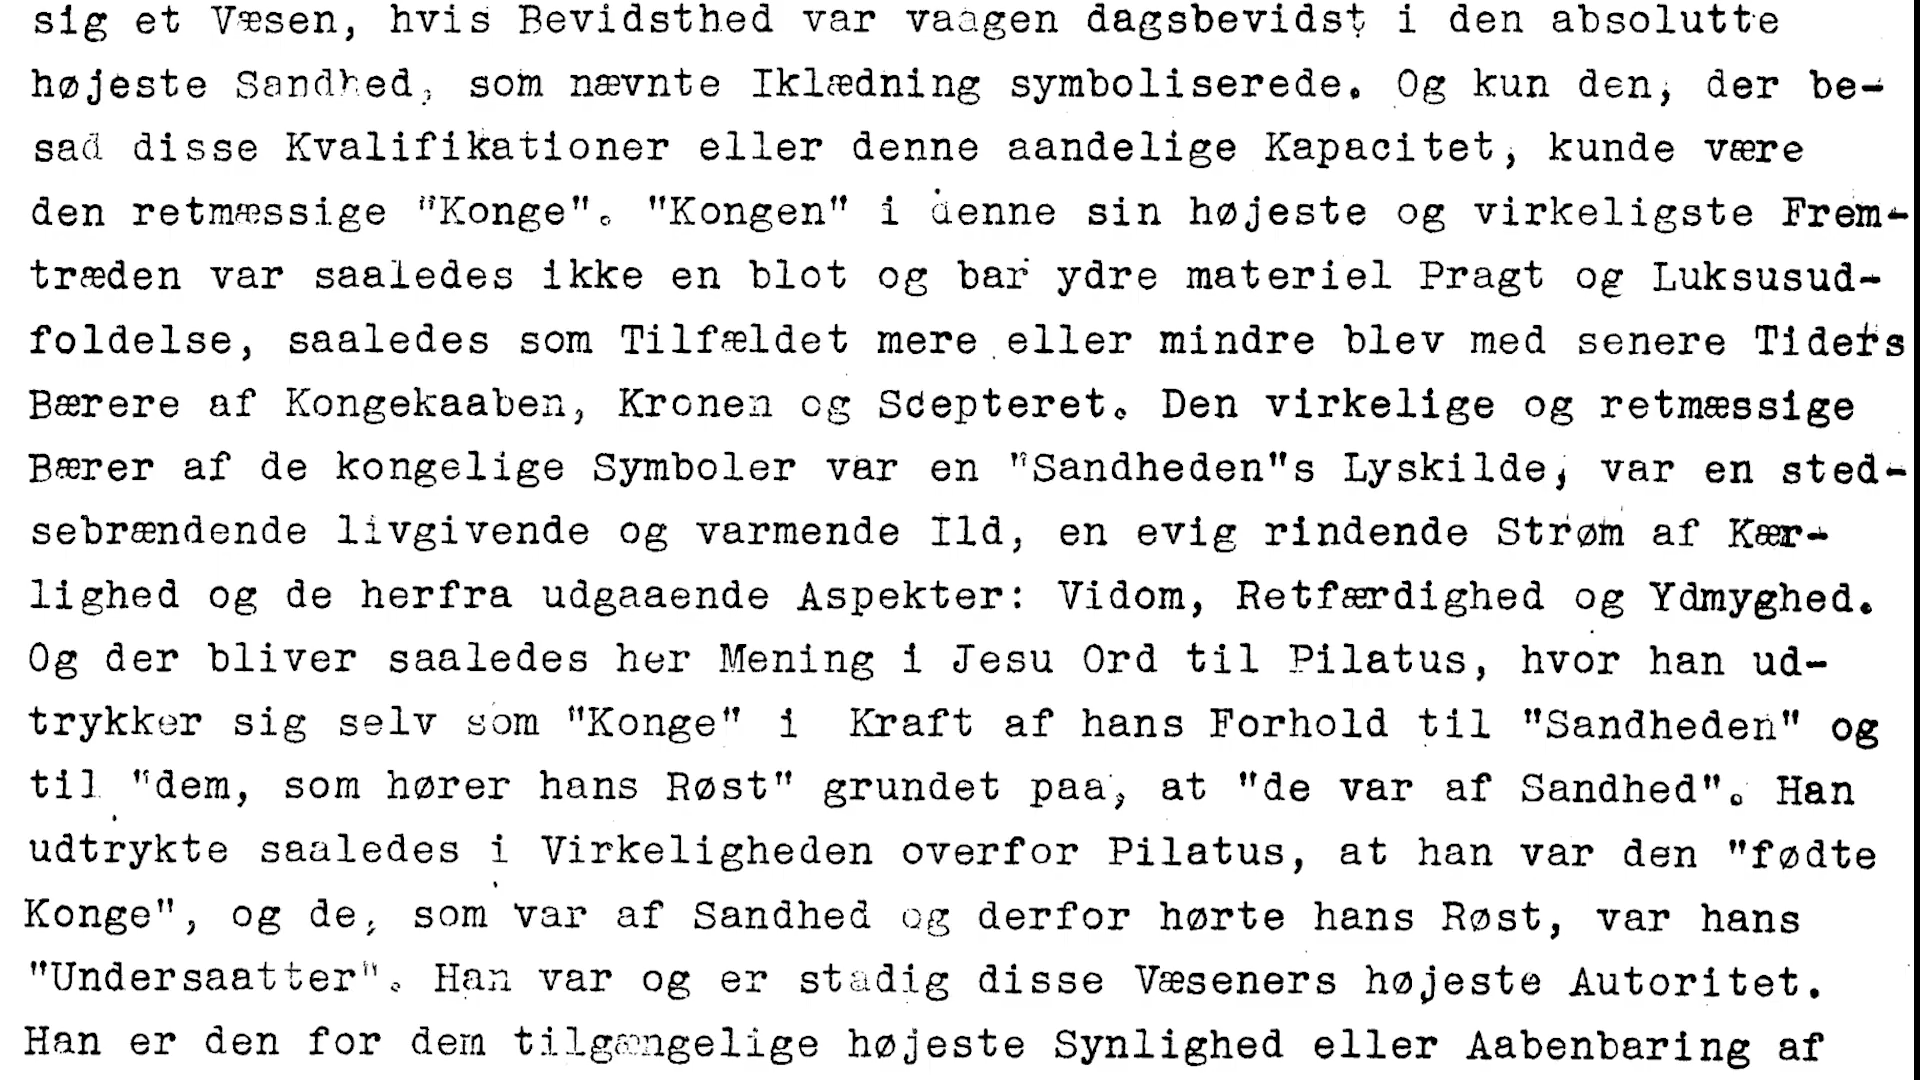 sig et Væsen, hvis Bevidsthed var vaagen dagsbevidst i den absolutte
højeste Sandhed, som nævnte Iklædning symboliserede. Og kun den, der be-
sad disse Kvalifikationer eller denne aandelige Kapacitet, kunde være
den retmæssige "Konge". "Kongen" i denne sin højeste og virkeligste Frem-
træden var saaledes ikke en blot og bar ydre materiel Pragt og Luksusud-
foldelse, saaledes som Tilfældet mere eller mindre blev med senere Tiders
Bærere af Kongekaaben, Kronen og Scepteret. Den virkelige og retmæssige
Bærer af de kongelige Symboler var en "Sandheden"s Lyskilde, var en sted-
sebrændende livgivende og varmende Ild, en evig rindende Strøm af Kær-
lighed og de herfra udgaaende Aspekter: Vidom, Retfærdighed og Ydmyghed.
Og der bliver saaledes her Mening i Jesu Ord til Pilatus, hvor han ud-
trykker sig selv som "Konge" i Kraft af hans Forhold til "Sandheden" og
til "dem, som hører hans Røst" grundet paa, at "de var af Sandhed". Han
udtrykte saaledes i Virkeligheden overfor Pilatus, at han var den "fødte
Konge", og de, som var af Sandhed og derfor hørte hans Røst, var hans
"Undersaatter". Han var og er stadig disse Væseners højeste Autoritet.
Han er den for dem tilgængelige højeste Synlighed eller Aabenbaring af